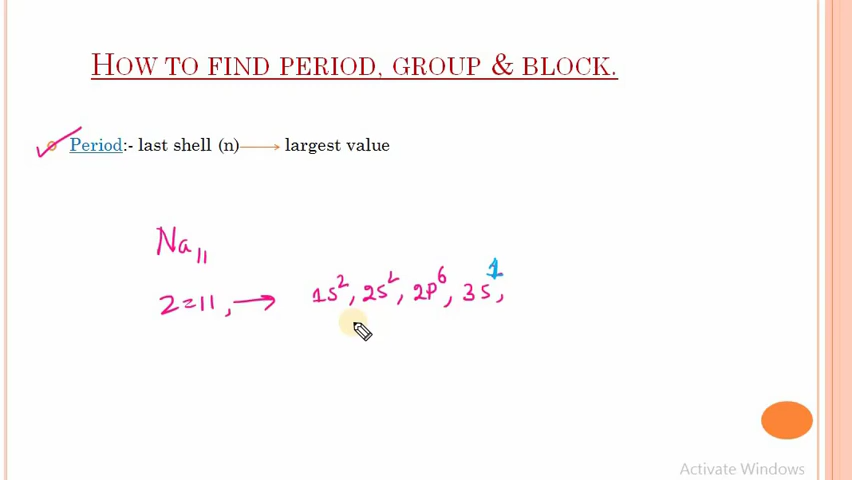 HOW TO FIND PERIOD, GROUP & BLOCK.
Period:- last shell (n)⟶ largest value
Na₁₁
Z=11, → 1s², 2s², 2p⁶, 3s¹,
Activate Windows